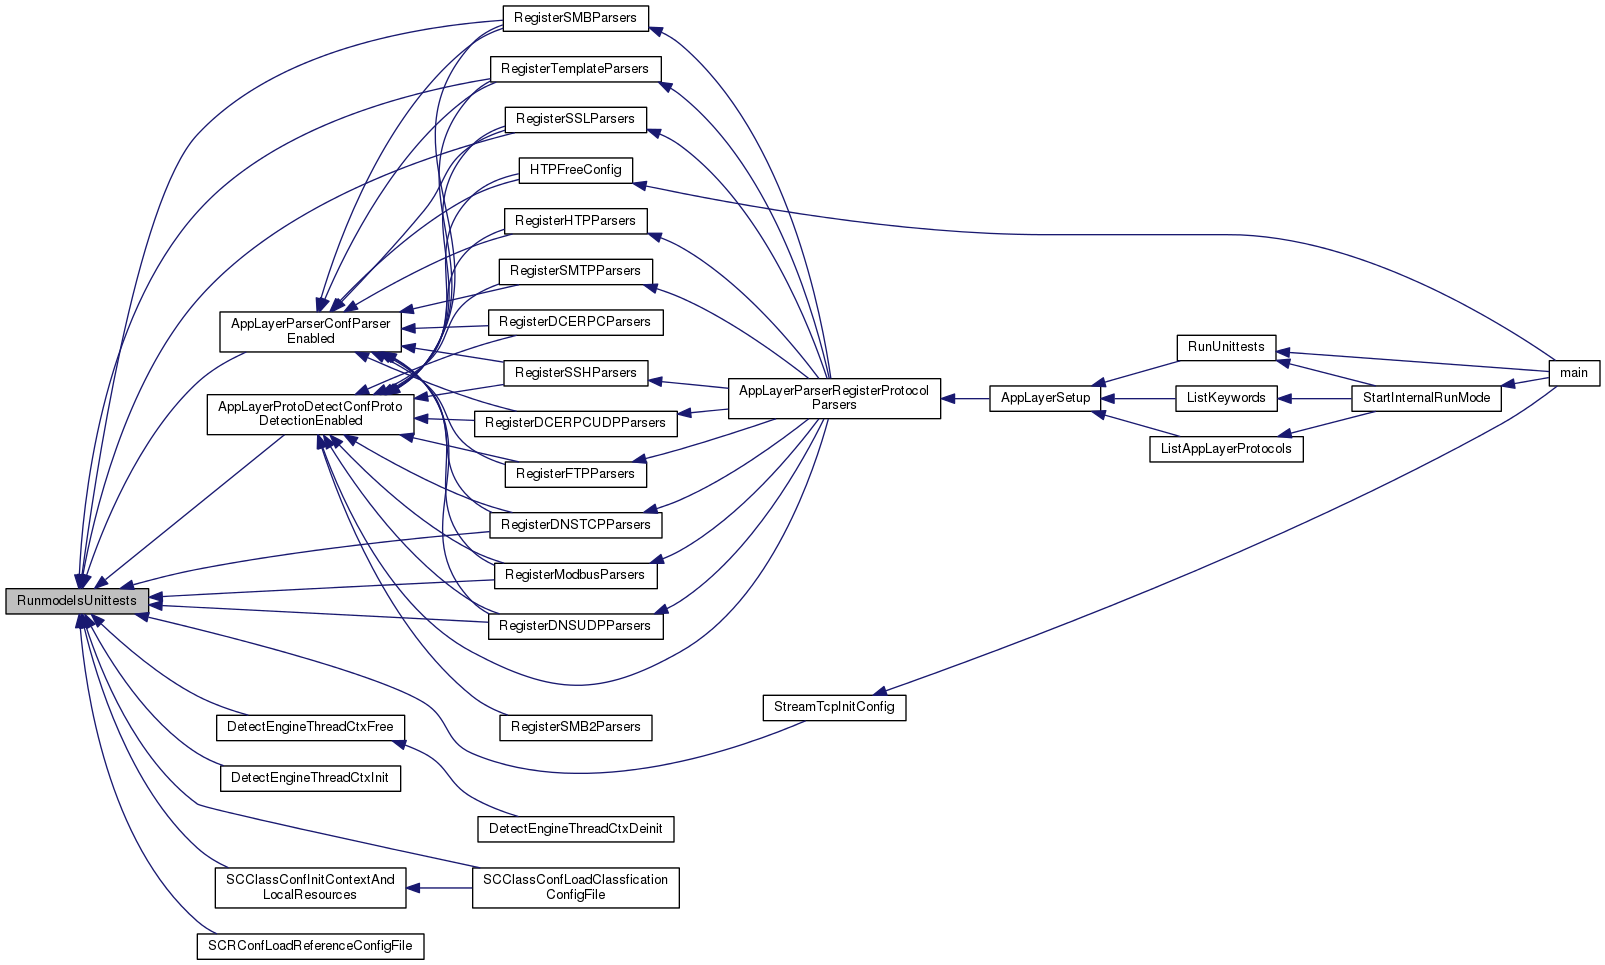 RegisterSMBParsers
RegisterTemplateParsers
RegisterSSLParsers
HTPFreeConfig
RegisterHTPParsers
RegisterSMTPParsers
AppLayerParserConfParser
Enabled
RegisterDCERPCParsers
RegisterSSHParsers
AppLayerProtoDetectConfProto
DetectionEnabled
RegisterDCERPCUDPParsers
RegisterFTPParsers
RegisterDNSTCPParsers
RegisterModbusParsers
RegisterDNSUDPParsers
RegisterSMB2Parsers
AppLayerParserRegisterProtocol
Parsers
AppLayerSetup
RunUnittests
ListKeywords
ListAppLayerProtocols
StartInternalRunMode
main
StreamTcpInitConfig
RunmodeIsUnittests
DetectEngineThreadCtxFree
DetectEngineThreadCtxInit
DetectEngineThreadCtxDeinit
SCClassConfInitContextAnd
LocalResources
SCClassConfLoadClassfication
ConfigFile
SCRConfLoadReferenceConfigFile